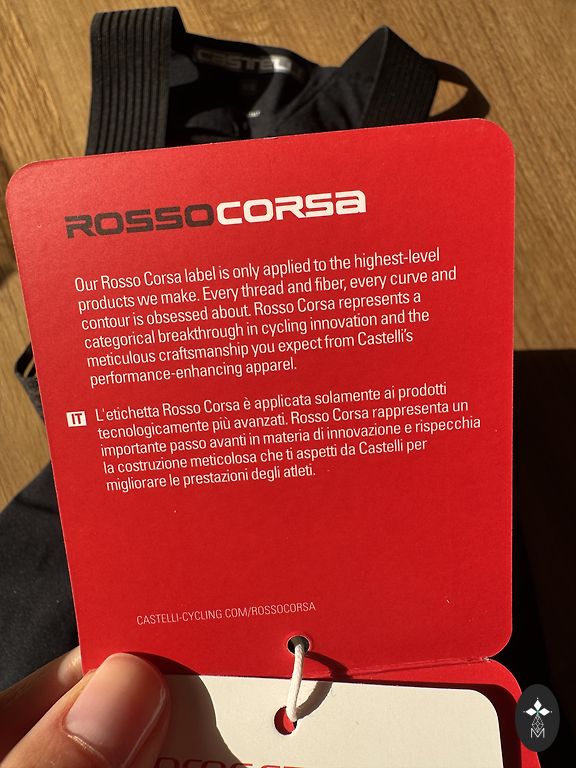 CASTELLI
ROSSOCORSA
Our Rosso Corsa label is only applied to the highest-level
products we make. Every thread and fiber, every curve and
contour is obsessed about. Rosso Corsa represents a
categorical breakthrough in cycling innovation and the
meticulous craftsmanship you expect from Castelli's
performance-enhancing apparel.
IT L'etichetta Rosso Corsa è applicata solamente ai prodotti
tecnologicamente più avanzati. Rosso Corsa rappresenta un
importante passo avanti in materia di innovazione e rispecchia
la costruzione meticolosa che ti aspetti da Castelli per
migliorare le prestazioni degli atleti.
CASTELLI-CYCLING.COM/ROSSOCORSA